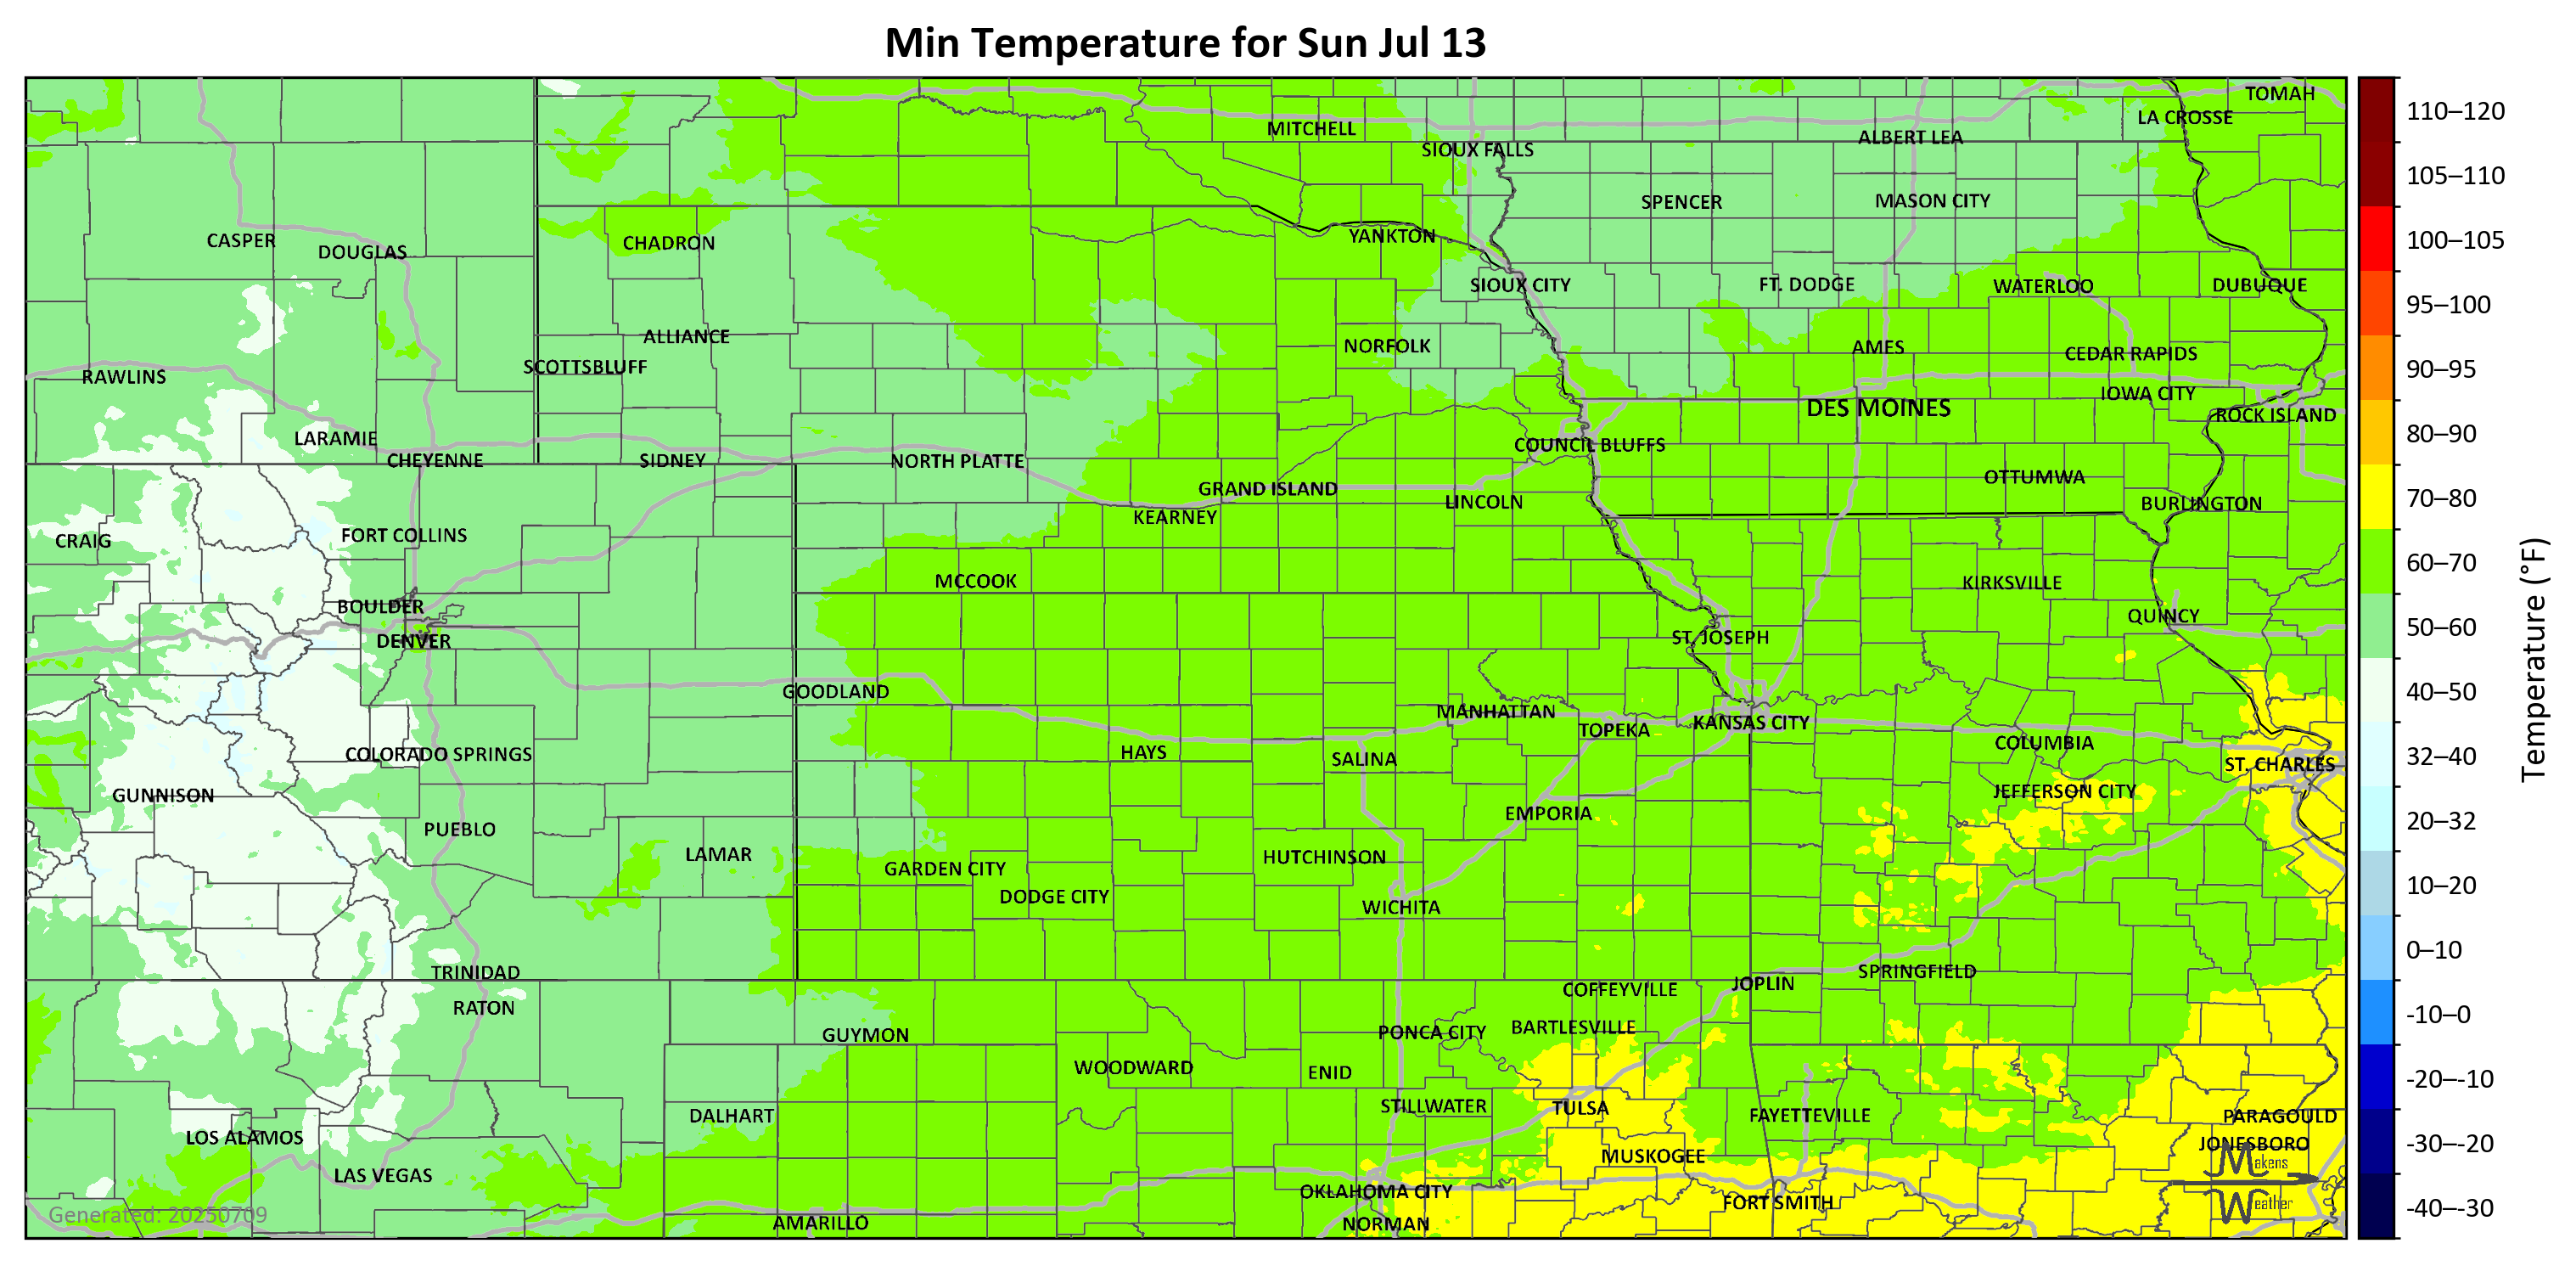 Min Temperature for Sun Jul 13
TOMAH
LA CROSSE
MITCHELL
ALBERT LEA
SIOUX FALLS
SPENCER
MASON CITY
CASPER
DOUGLAS
CHADRON
YANKTON
SIOUX CITY
FT. DODGE
WATERLOO
DUBUQUE
ALLIANCE
NORFOLK
AMES
CEDAR RAPIDS
SCOTTSBLUFF
RAWLINS
IOWA CITY
DES MOINES
ROCK ISLAND
LARAMIE
COUNCIL BLUFFS
CHEYENNE
SIDNEY
NORTH PLATTE
OTTUMWA
GRAND ISLAND
LINCOLN
BURLINGTON
KEARNEY
FORT COLLINS
CRAIG
MCCOOK
KIRKSVILLE
BOULDER
QUINCY
DENVER
ST. JOSEPH
GOODLAND
MANHATTAN
KANSAS CITY
TOPEKA
COLUMBIA
COLORADO SPRINGS
HAYS
SALINA
ST. CHARLES
GUNNISON
JEFFERSON CITY
EMPORIA
PUEBLO
LAMAR
HUTCHINSON
GARDEN CITY
DODGE CITY
WICHITA
TRINIDAD
SPRINGFIELD
JOPLIN
COFFEYVILLE
RATON
GUYMON
PONCA CITY
BARTLESVILLE
WOODWARD
ENID
STILLWATER
TULSA
DALHART
FAYETTEVILLE
PARAGOULD
LOS ALAMOS
JONESBORO
MUSKOGEE
LAS VEGAS
OKLAHOMA CITY
FORT SMITH
AMARILLO
NORMAN
Generated: 20250709
Makens
Weather
110–120
105–110
100–105
95–100
90–95
80–90
70–80
60–70
50–60
40–50
32–40
20–32
10–20
0–10
-10–0
-20–-10
-30–-20
-40–-30
Temperature (°F)